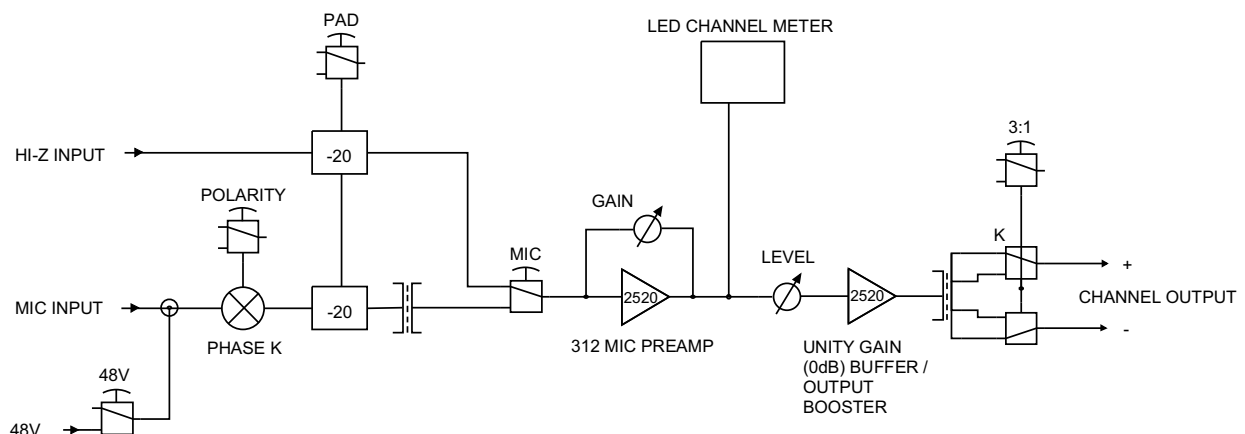 PAD
LED CHANNEL METER
3:1
HI-Z INPUT
-20
POLARITY
GAIN
K
MIC
LEVEL
+
MIC INPUT
-20
2520
2520
CHANNEL OUTPUT
-
PHASE K
312 MIC PREAMP
UNITY GAIN
(0dB) BUFFER /
OUTPUT
BOOSTER
48V
48V